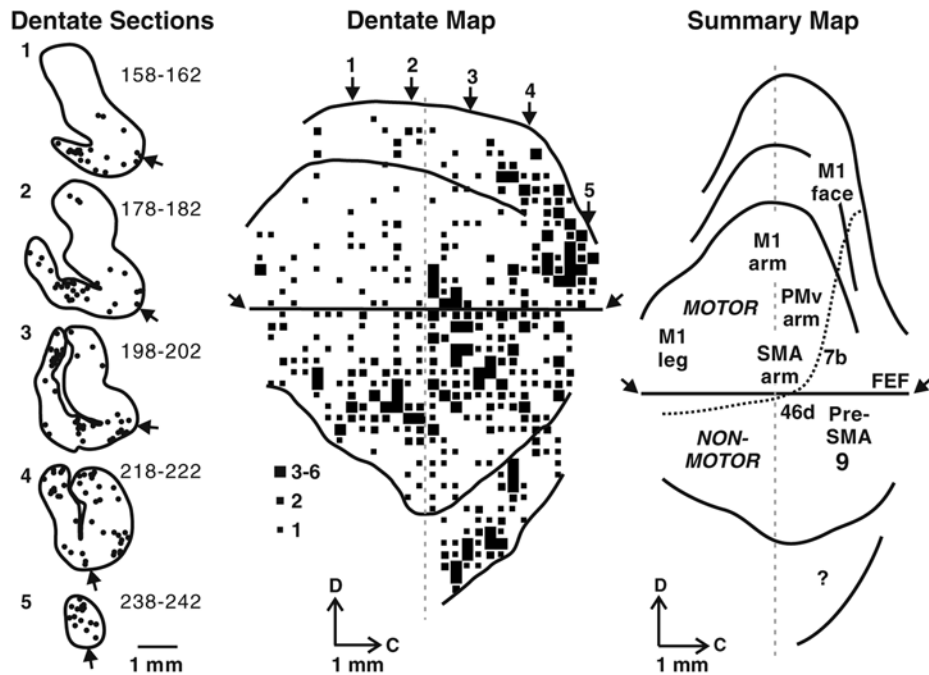 Dentate Sections
1
158-162
2
178-182
3
198-202
4
218-222
5
238-242
1 mm
Dentate Map
1 2 3 4
5
3-6
2
1
D
C
1 mm
Summary Map
M1
face
M1
arm
MOTOR
PMv
arm
M1
leg
SMA
arm
7b
FEF
46d
Pre-
SMA
9
NON-
MOTOR
?
D
C
1 mm